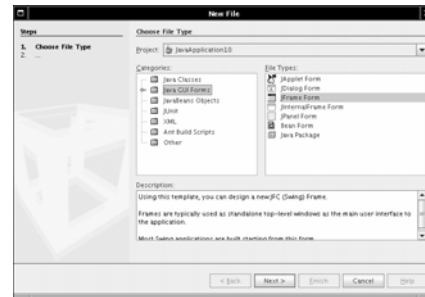 New File
Steps
1. Choose File Type
2. ...
Choose File Type
Project: JavaApplication10
Categories:
Java Classes
Java GUI Forms
JavaBeans Objects
JUnit
XML
Ant Build Scripts
Other
File Types:
JApplet Form
JDialog Form
JFrame Form
JInternalFrame Form
JPanel Form
Bean Form
Java Package
Description:
Using this template, you can design a new JFC (Swing) Frame.
Frames are typically used as standalone top-level windows as the main user interface to
the application.
Most Swing applications are built starting from this form.
< Back
Next >
Finish
Cancel
Help